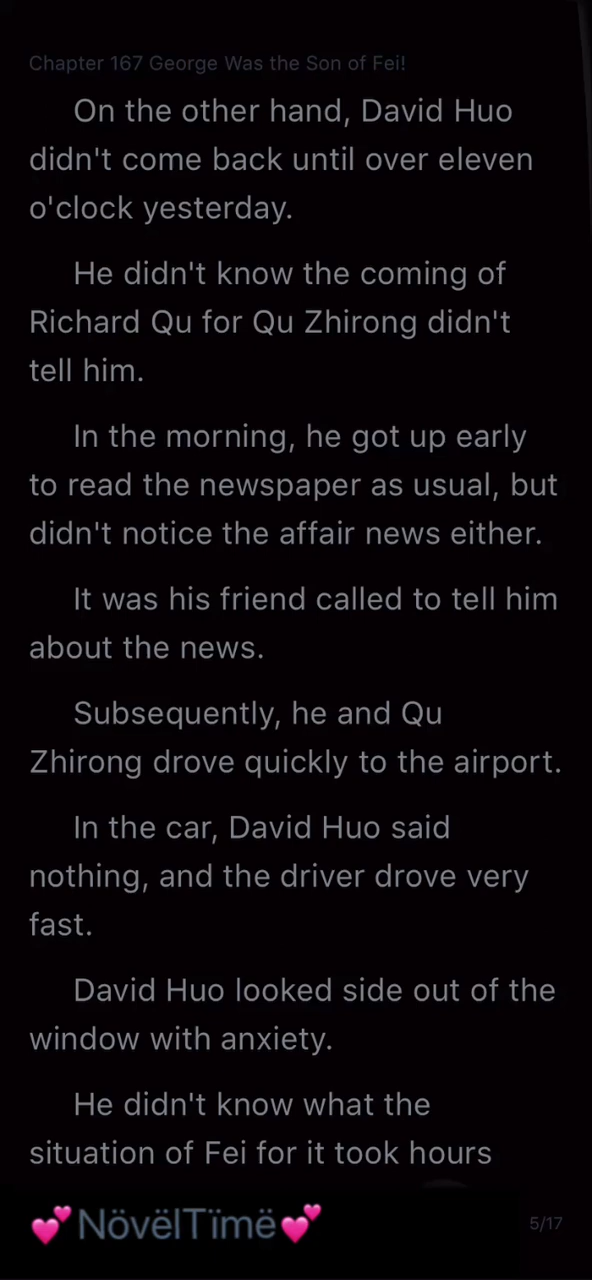 Chapter 167 George Was the Son of Fei!
On the other hand, David Huo
didn't come back until over eleven
o'clock yesterday.
He didn't know the coming of
Richard Qu for Qu Zhirong didn't
tell him.
In the morning, he got up early
to read the newspaper as usual, but
didn't notice the affair news either.
It was his friend called to tell him
about the news.
Subsequently, he and Qu
Zhirong drove quickly to the airport.
In the car, David Huo said
nothing, and the driver drove very
fast.
David Huo looked side out of the
window with anxiety.
He didn't know what the
situation of Fei for it took hours
💕NövëlTïmë💕
5/17